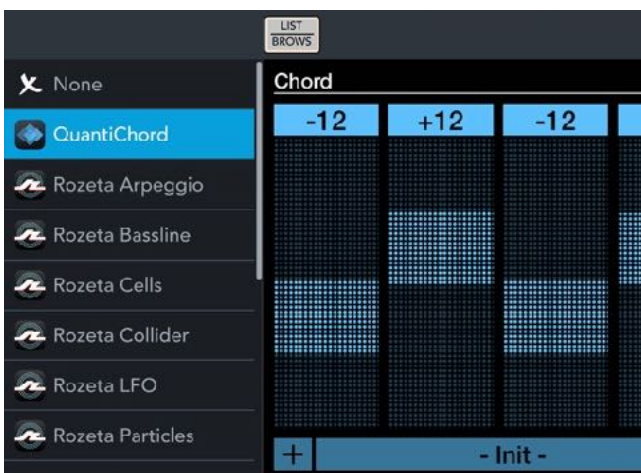 LIST
BROWS
None
QuantiChord
Rozeta Arpeggio
Rozeta Bassline
Rozeta Cells
Rozeta Collider
Rozeta LFO
Rozeta Particles
Chord
-12 +12 -12
+ - Init -